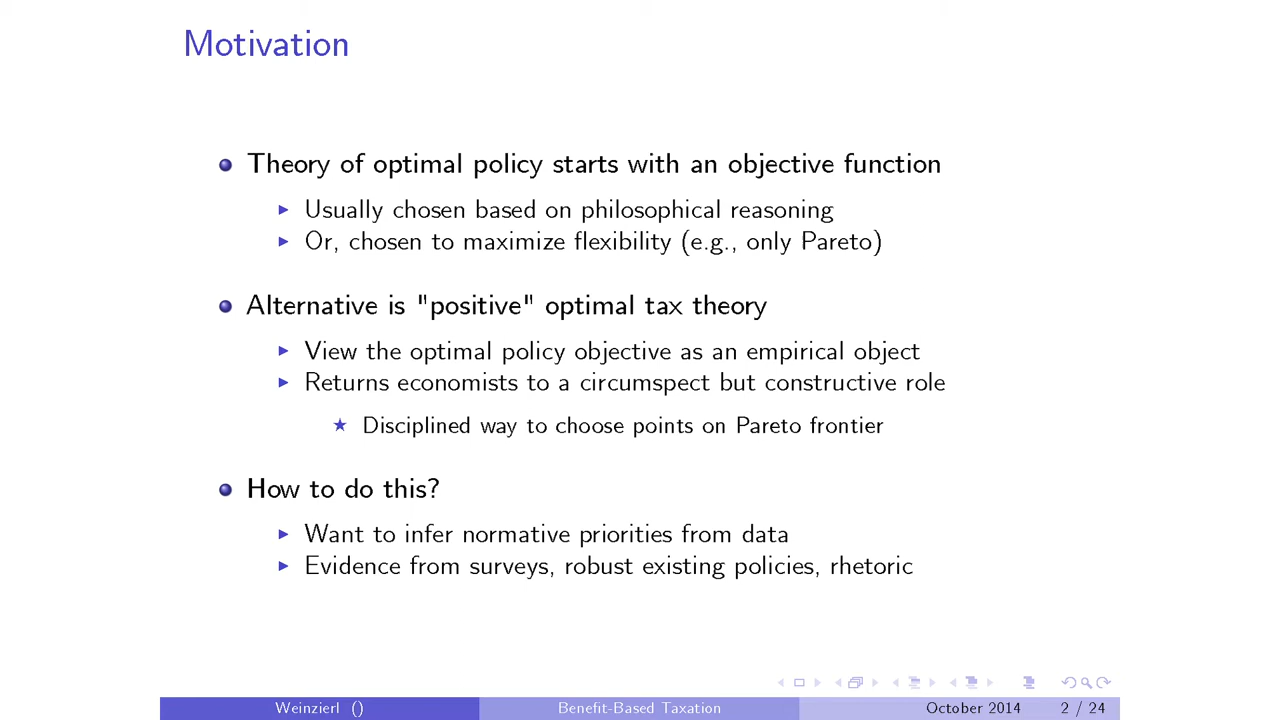 Motivation
Theory of optimal policy starts with an objective function
Usually chosen based on philosophical reasoning
Or, chosen to maximize flexibility (e.g., only Pareto)
Alternative is "positive" optimal tax theory
View the optimal policy objective as an empirical object
Returns economists to a circumspect but constructive role
Disciplined way to choose points on Pareto frontier
How to do this?
Want to infer normative priorities from data
Evidence from surveys, robust existing policies, rhetoric
Weinzierl () Benefit-Based Taxation October 2014 2 / 24